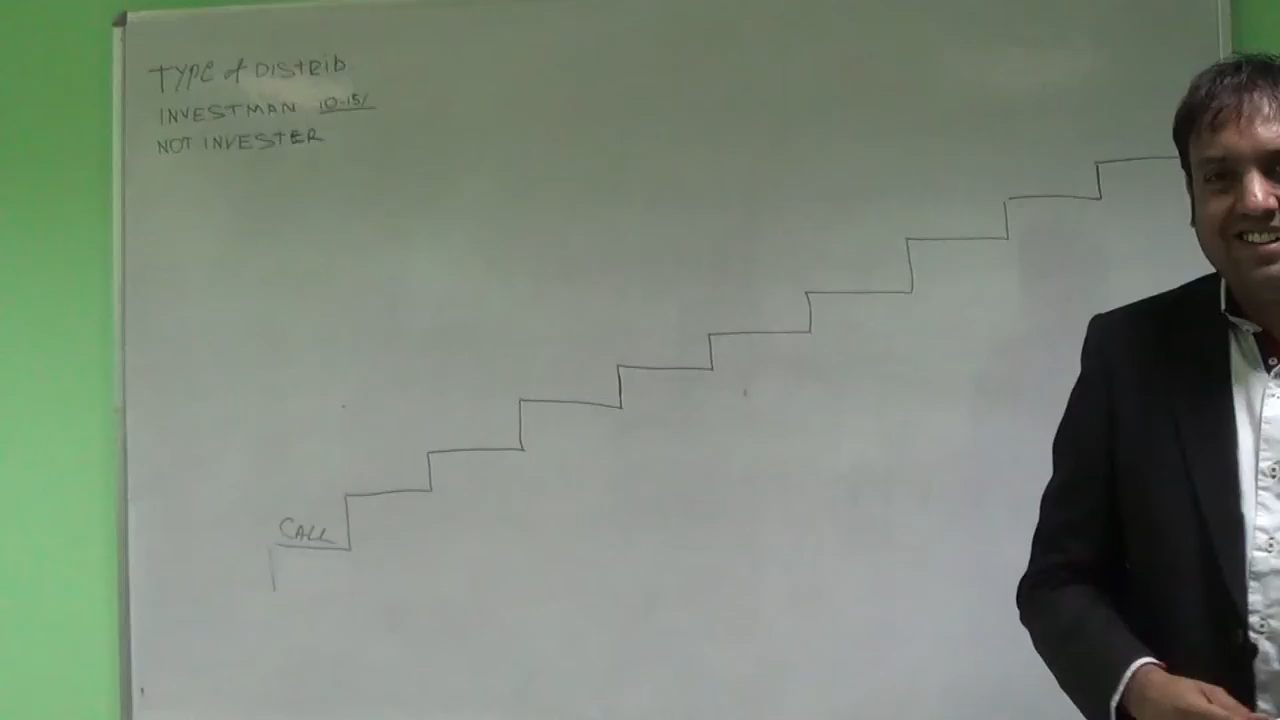 TYPE of DISTRIB
INVESTMAN 10-15/
NOT INVESTER
CALL